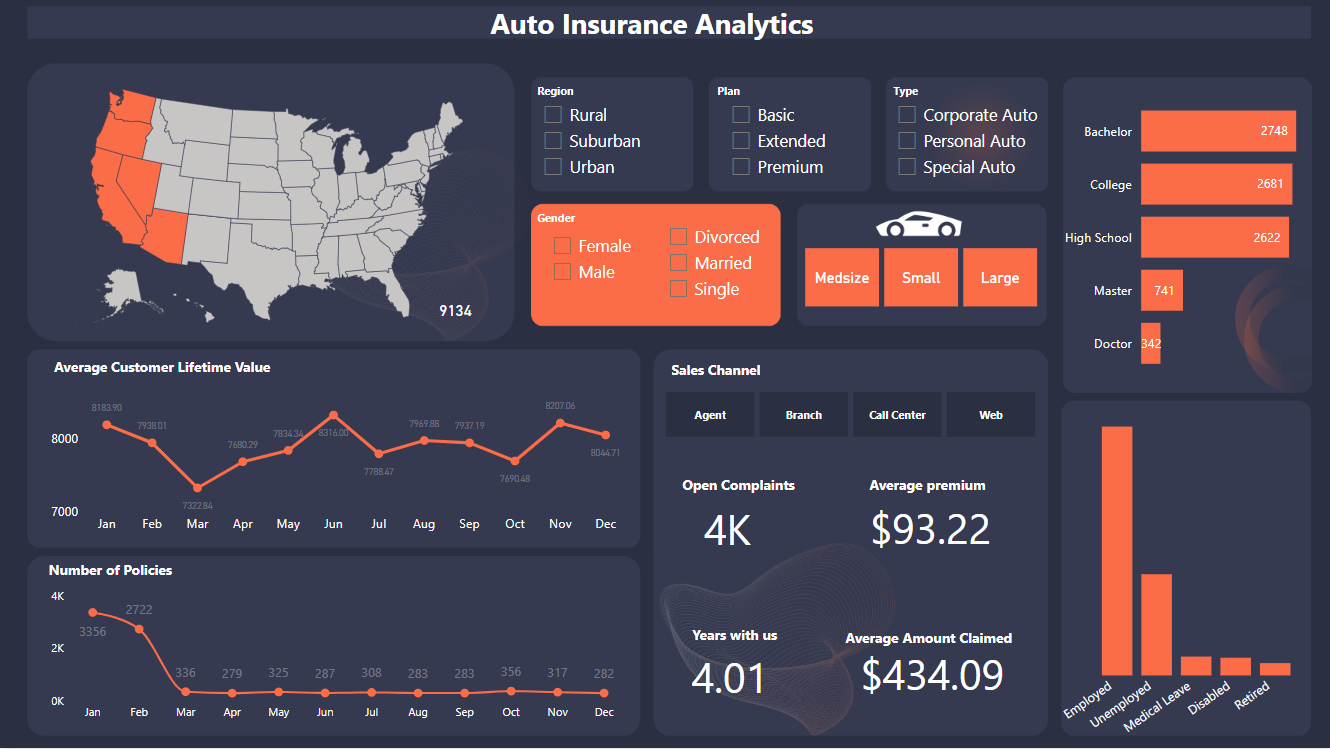 Auto Insurance Analytics
9134
Region
Rural
Suburban
Urban
Plan
Basic
Extended
Premium
Type
Corporate Auto
Personal Auto
Special Auto
Gender
Female
Male
Divorced
Married
Single
Medsize
Small
Large
Bachelor 2748
College 2681
High School 2622
Master 741
Doctor 342
Average Customer Lifetime Value
8000
7000
8183.90
7938.01
7322.84
7680.29
7834.34
8316.00
7788.47
7969.88
7937.19
7690.48
8207.06
8044.71
Jan Feb Mar Apr May Jun Jul Aug Sep Oct Nov Dec
Number of Policies
4K
2K
0K
3356
2722
336
279
325
287
308
283
283
356
317
282
Jan Feb Mar Apr May Jun Jul Aug Sep Oct Nov Dec
Sales Channel
Agent
Branch
Call Center
Web
Open Complaints
4K
Average premium
$93.22
Years with us
4.01
Average Amount Claimed
$434.09
Employed
Unemployed
Medical Leave
Disabled
Retired